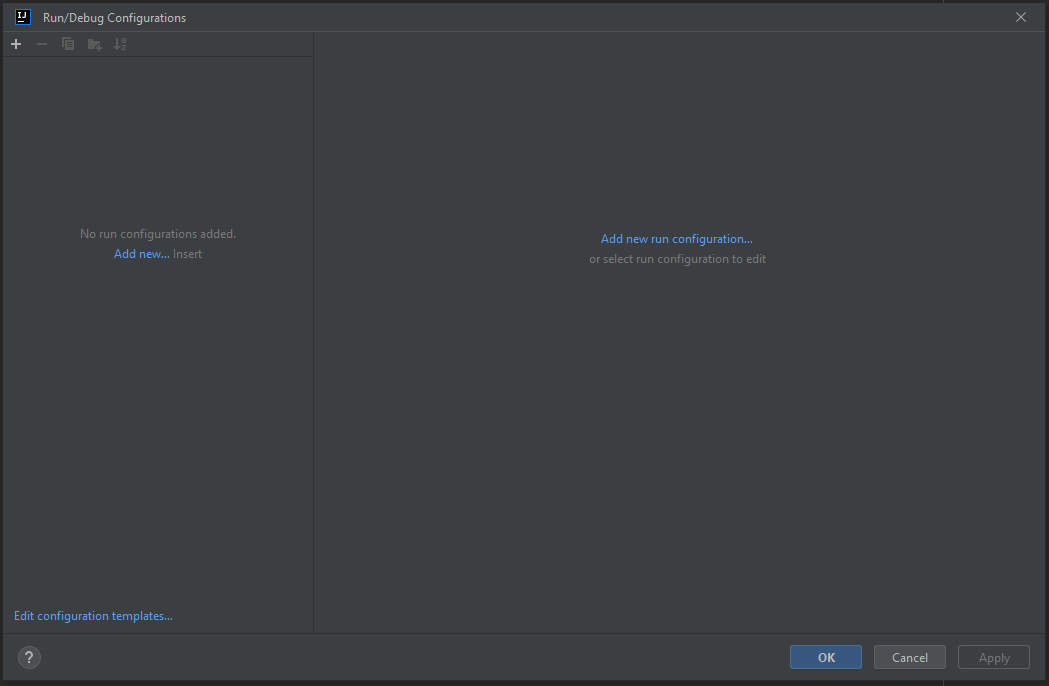 IJ
Run/Debug Configurations
No run configurations added.
Add new... Insert
Add new run configuration...
or select run configuration to edit
Edit configuration templates...
?
OK
Cancel
Apply